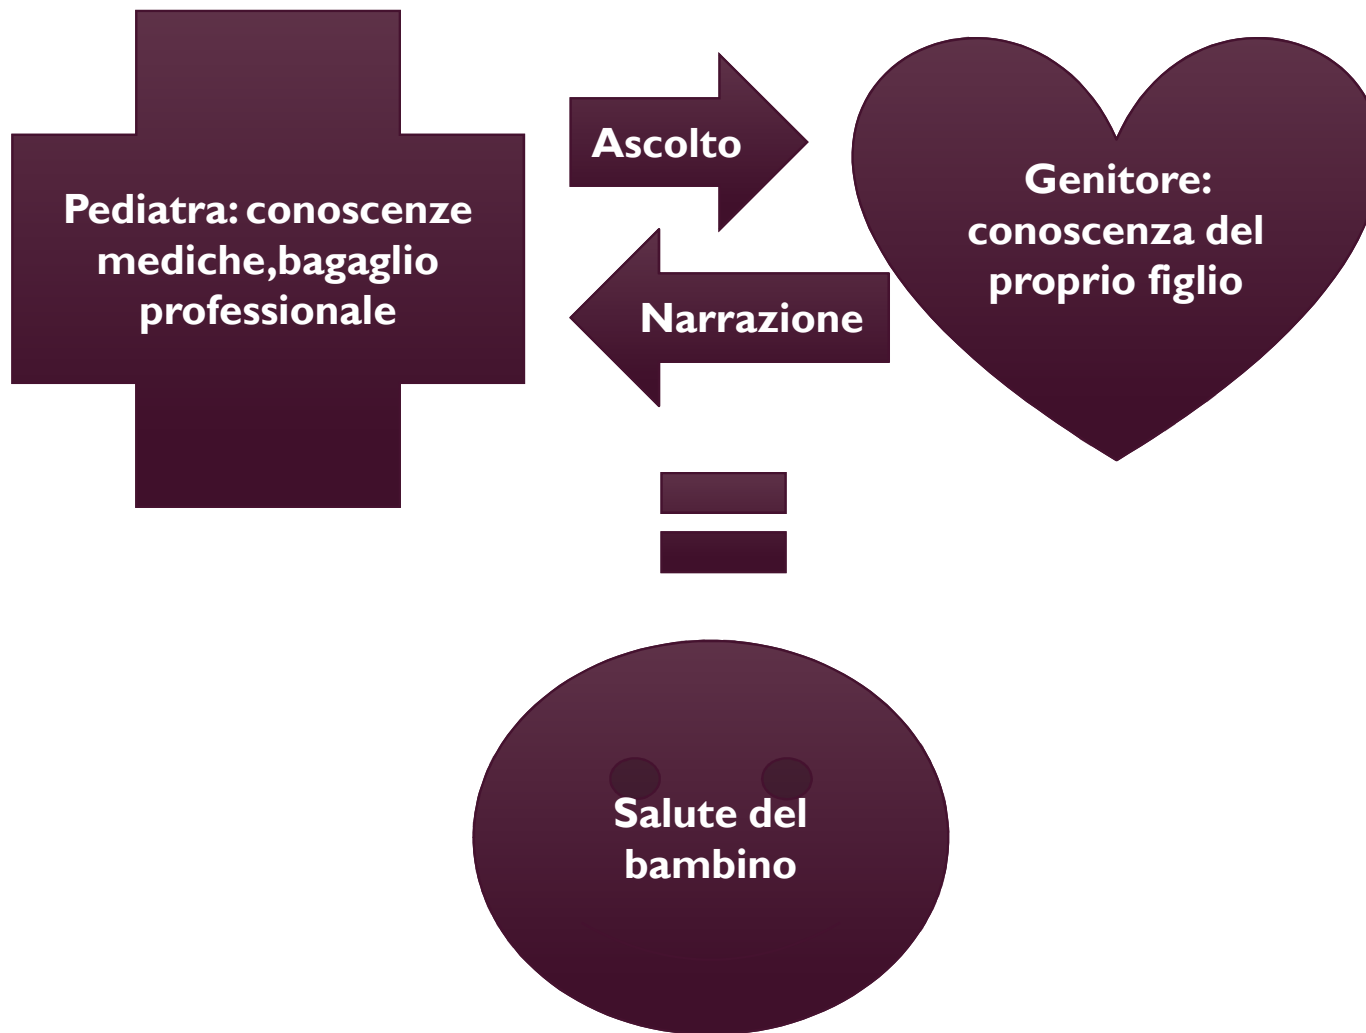 Pediatra: conoscenze
mediche,bagaglio
professionale
Ascolto
Narrazione
Genitore:
conoscenza del
proprio figlio
Salute del
bambino